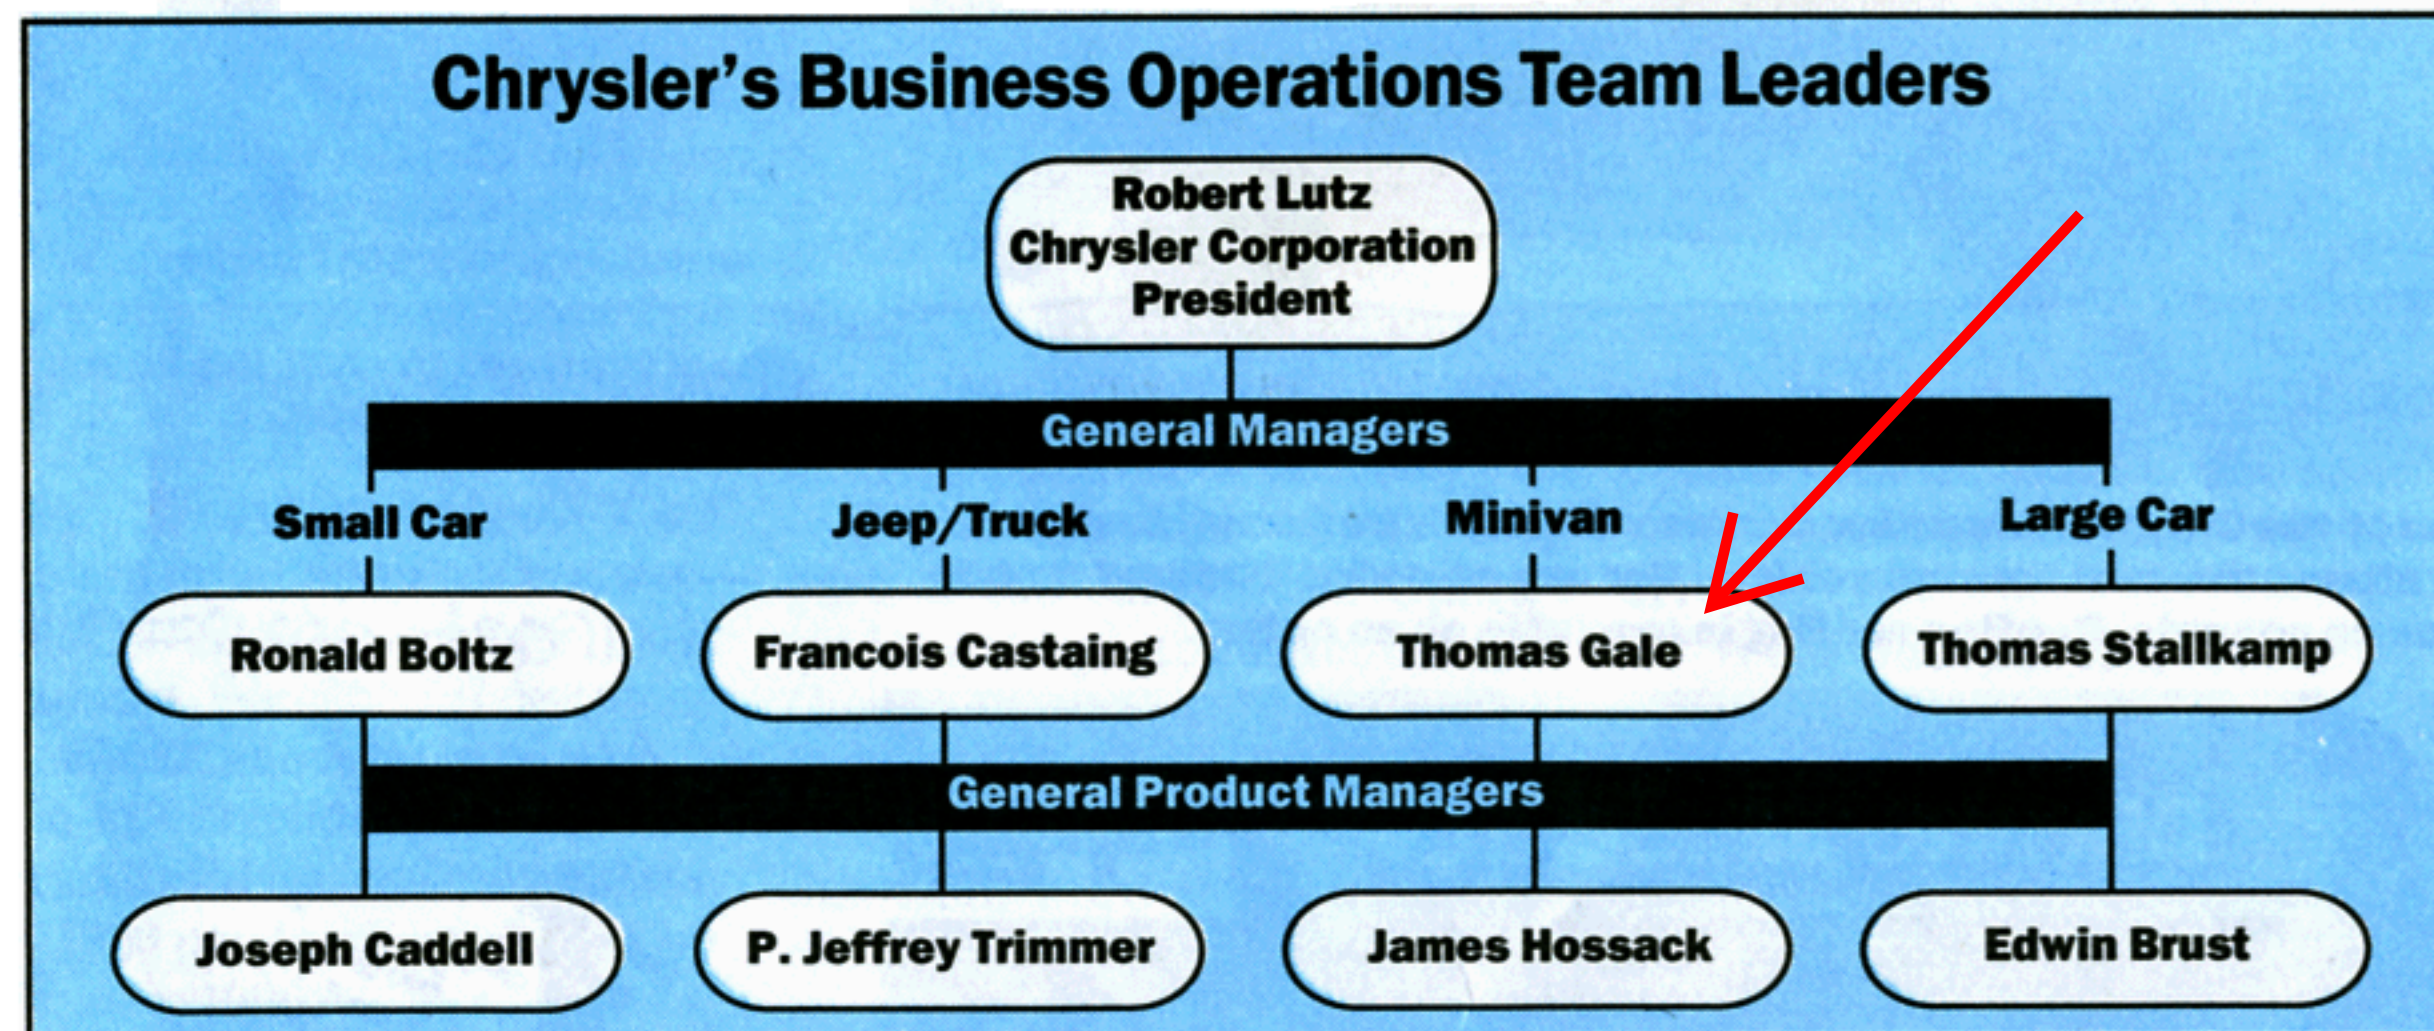 Chrysler's Business Operations Team Leaders
Robert Lutz
Chrysler Corporation
President
General Managers
Small Car
Jeep/Truck
Minivan
Large Car
Ronald Boltz
Francois Castaing
Thomas Gale
Thomas Stallkamp
General Product Managers
Joseph Caddell
P. Jeffrey Trimmer
James Hossack
Edwin Brust